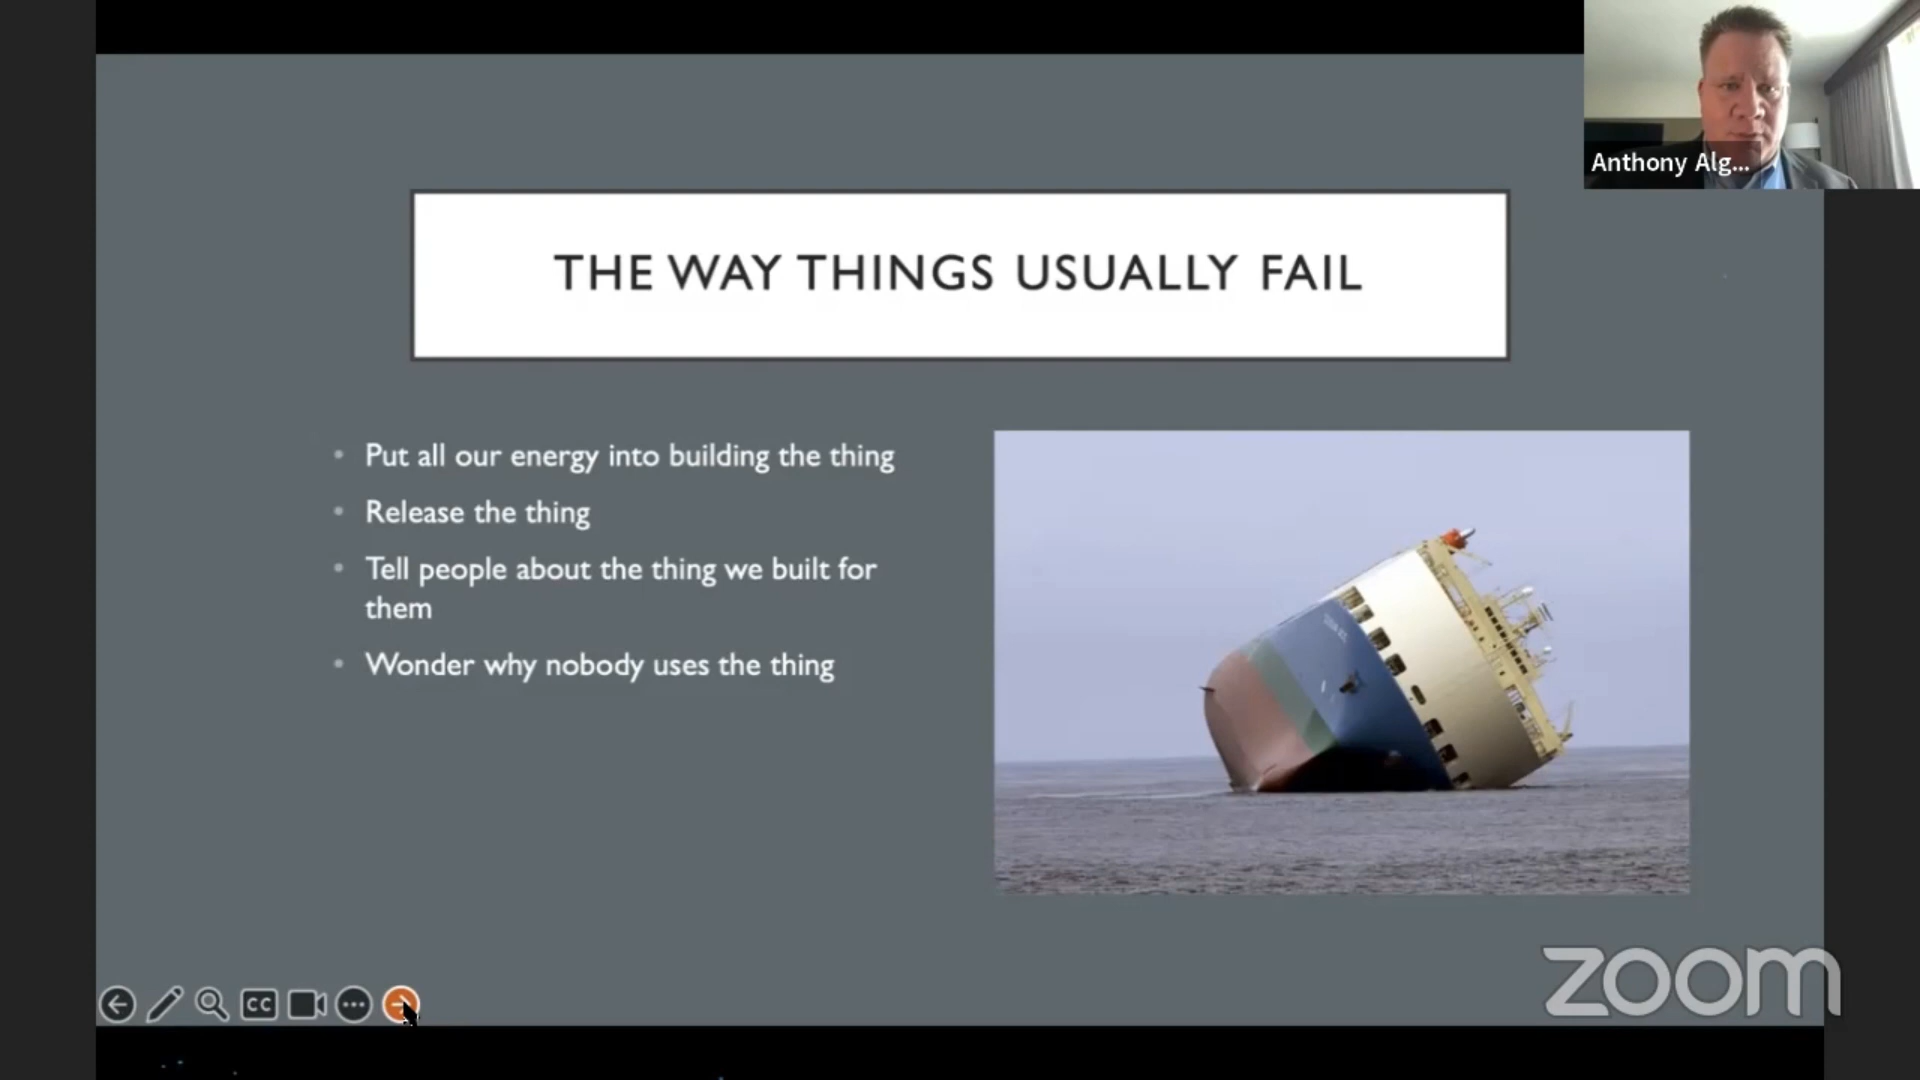 Anthony Alg...
THE WAY THINGS USUALLY FAIL
Put all our energy into building the thing
Release the thing
Tell people about the thing we built for
them
Wonder why nobody uses the thing
CC
zoom